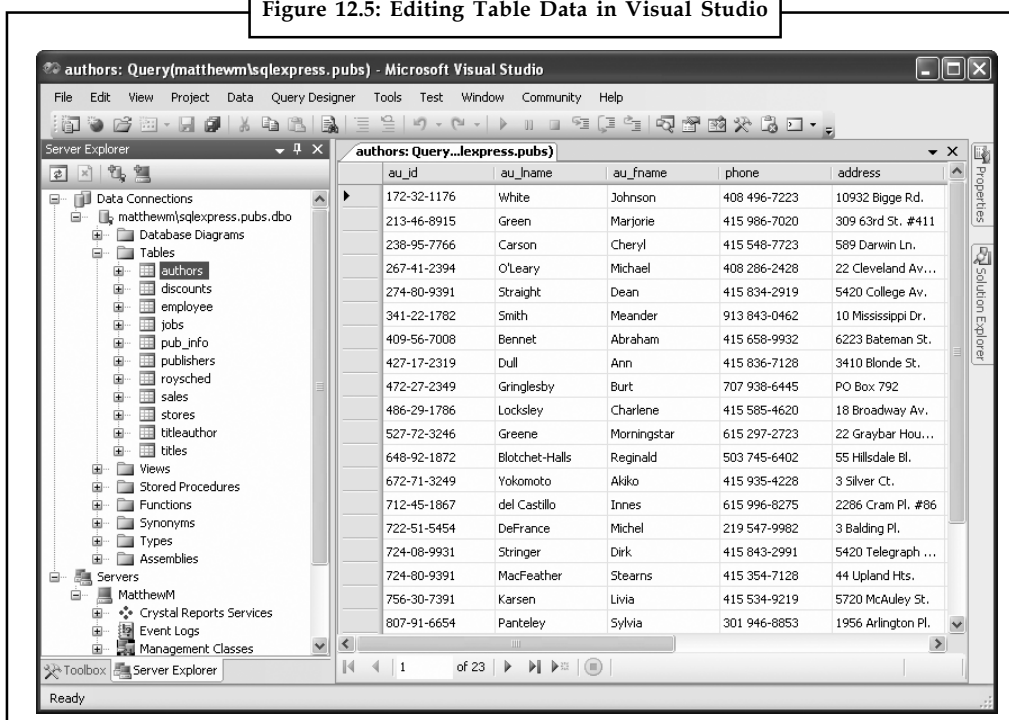 Figure 12.5: Editing Table Data in Visual Studio
authors: Query(matthewm\sqlexpress.pubs) - Microsoft Visual Studio
File Edit View Project Data Query Designer Tools Test Window Community Help
Server Explorer
authors: Query...lexpress.pubs)
Data Connections
matthewm\sqlexpress.pubs.dbo
Database Diagrams
Tables
authors
discounts
employee
jobs
pub_info
publishers
roysched
sales
stores
titleauthor
titles
Views
Stored Procedures
Functions
Synonyms
Types
Assemblies
Servers
MatthewM
Crystal Reports Services
Event Logs
Management Classes
Toolbox Server Explorer
au_id au_lname au_fname phone address
172-32-1176 White Johnson 408 496-7223 10932 Bigge Rd.
213-46-8915 Green Marjorie 415 986-7020 309 63rd St. #411
238-95-7766 Carson Cheryl 415 548-7723 589 Darwin Ln.
267-41-2394 O'Leary Michael 408 286-2428 22 Cleveland Av...
274-80-9391 Straight Dean 415 834-2919 5420 College Av.
341-22-1782 Smith Meander 913 843-0462 10 Mississippi Dr.
409-56-7008 Bennet Abraham 415 658-9932 6223 Bateman St.
427-17-2319 Dull Ann 415 836-7128 3410 Blonde St.
472-27-2349 Gringlesby Burt 707 938-6445 PO Box 792
486-29-1786 Locksley Charlene 415 585-4620 18 Broadway Av.
527-72-3246 Greene Morningstar 615 297-2723 22 Graybar Hou...
648-92-1872 Blotchet-Halls Reginald 503 745-6402 55 Hillsdale Bl.
672-71-3249 Yokomoto Akiko 415 935-4228 3 Silver Ct.
712-45-1867 del Castillo Innes 615 996-8275 2286 Cram Pl. #86
722-51-5454 DeFrance Michel 219 547-9982 3 Balding Pl.
724-08-9931 Stringer Dirk 415 843-2991 5420 Telegraph ...
724-80-9391 MacFeather Stearns 415 354-7128 44 Upland Hts.
756-30-7391 Karsen Livia 415 534-9219 5720 McAuley St.
807-91-6654 Panteley Sylvia 301 946-8853 1956 Arlington Pl.
1 of 23
Properties
Solution Explorer
Ready